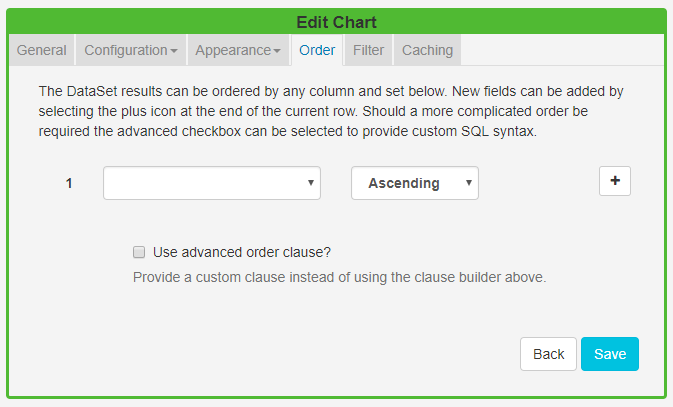 Edit Chart
General Configuration Appearance Order Filter Caching
The DataSet results can be ordered by any column and set below. New fields can be added by
selecting the plus icon at the end of the current row. Should a more complicated order be
required the advanced checkbox can be selected to provide custom SQL syntax.
1 Ascending +
Use advanced order clause?
Provide a custom clause instead of using the clause builder above.
Back Save